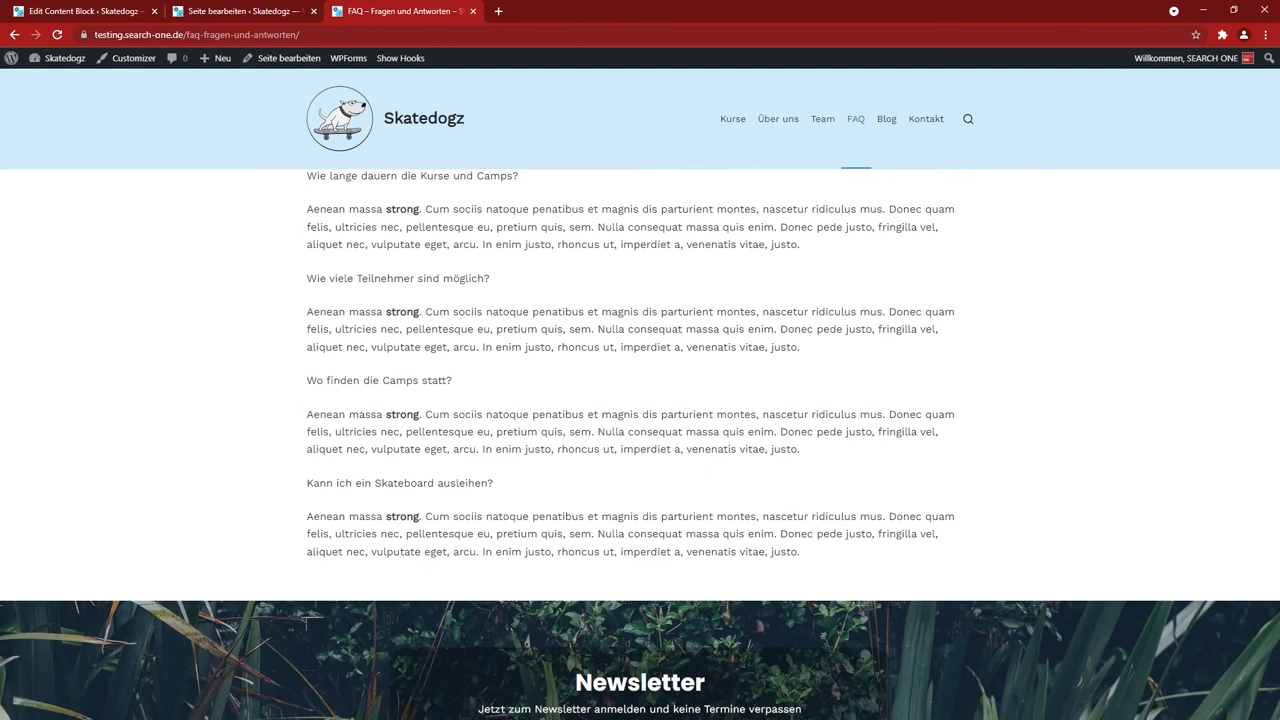 Edit Content Block ‹ Skatedogz —
Seite bearbeiten ‹ Skatedogz —
FAQ – Fragen und Antworten –
testing.search-one.de/faq-fragen-und-antworten/
Skatedogz
Customizer
0
Neu
Seite bearbeiten
WPForms
Show Hooks
Willkommen, SEARCH ONE
Skatedogz
Kurse
Über uns
Team
FAQ
Blog
Kontakt
Wie lange dauern die Kurse und Camps?
Aenean massa strong. Cum sociis natoque penatibus et magnis dis parturient montes, nascetur ridiculus mus. Donec quam
felis, ultricies nec, pellentesque eu, pretium quis, sem. Nulla consequat massa quis enim. Donec pede justo, fringilla vel,
aliquet nec, vulputate eget, arcu. In enim justo, rhoncus ut, imperdiet a, venenatis vitae, justo.
Wie viele Teilnehmer sind möglich?
Aenean massa strong. Cum sociis natoque penatibus et magnis dis parturient montes, nascetur ridiculus mus. Donec quam
felis, ultricies nec, pellentesque eu, pretium quis, sem. Nulla consequat massa quis enim. Donec pede justo, fringilla vel,
aliquet nec, vulputate eget, arcu. In enim justo, rhoncus ut, imperdiet a, venenatis vitae, justo.
Wo finden die Camps statt?
Aenean massa strong. Cum sociis natoque penatibus et magnis dis parturient montes, nascetur ridiculus mus. Donec quam
felis, ultricies nec, pellentesque eu, pretium quis, sem. Nulla consequat massa quis enim. Donec pede justo, fringilla vel,
aliquet nec, vulputate eget, arcu. In enim justo, rhoncus ut, imperdiet a, venenatis vitae, justo.
Kann ich ein Skateboard ausleihen?
Aenean massa strong. Cum sociis natoque penatibus et magnis dis parturient montes, nascetur ridiculus mus. Donec quam
felis, ultricies nec, pellentesque eu, pretium quis, sem. Nulla consequat massa quis enim. Donec pede justo, fringilla vel,
aliquet nec, vulputate eget, arcu. In enim justo, rhoncus ut, imperdiet a, venenatis vitae, justo.
Newsletter
Jetzt zum Newsletter anmelden und keine Termine verpassen